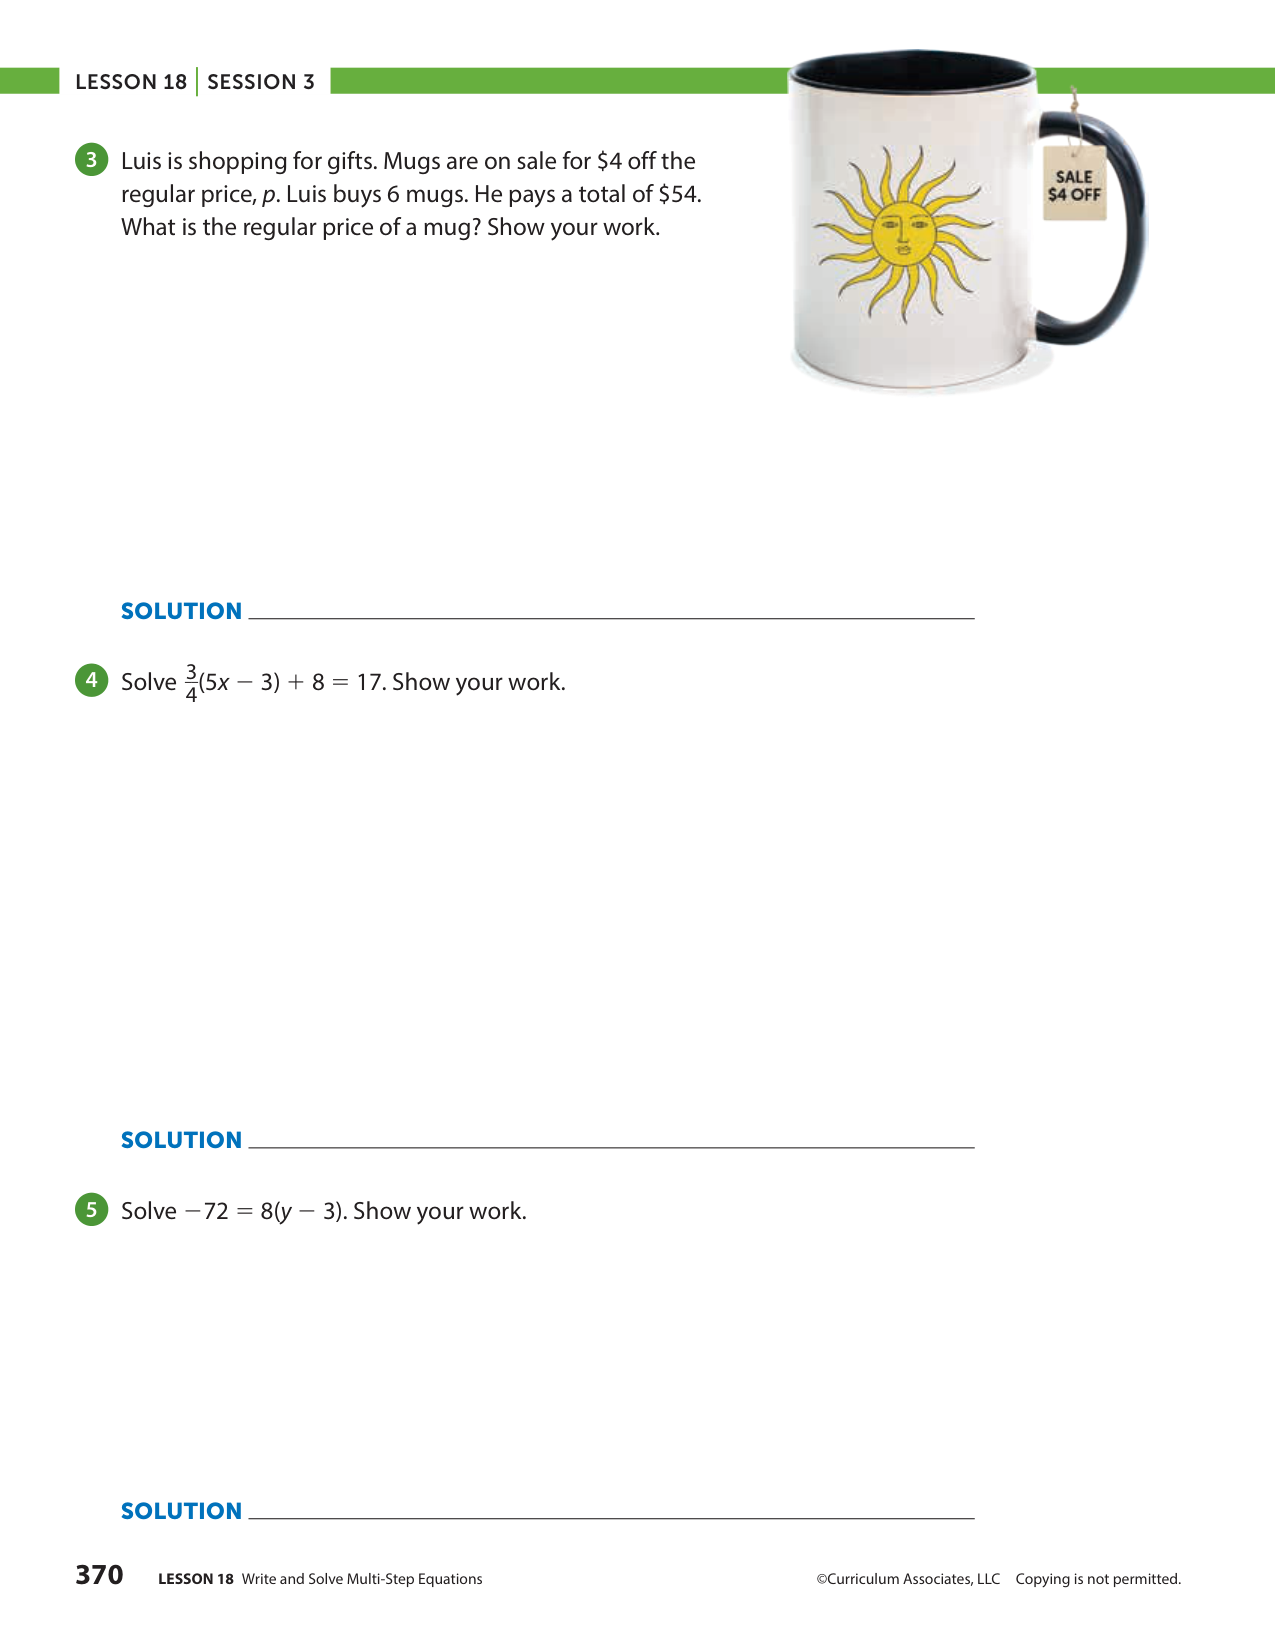 LESSON 18 | SESSION 3
SALE
$4 OFF
3 Luis is shopping for gifts. Mugs are on sale for $4 off the
regular price, p. Luis buys 6 mugs. He pays a total of $54.
What is the regular price of a mug? Show your work.
SOLUTION
4 Solve 3/4(5x − 3) + 8 = 17. Show your work.
SOLUTION
5 Solve −72 = 8(y − 3). Show your work.
SOLUTION
370 LESSON 18 Write and Solve Multi-Step Equations ©Curriculum Associates, LLC Copying is not permitted.